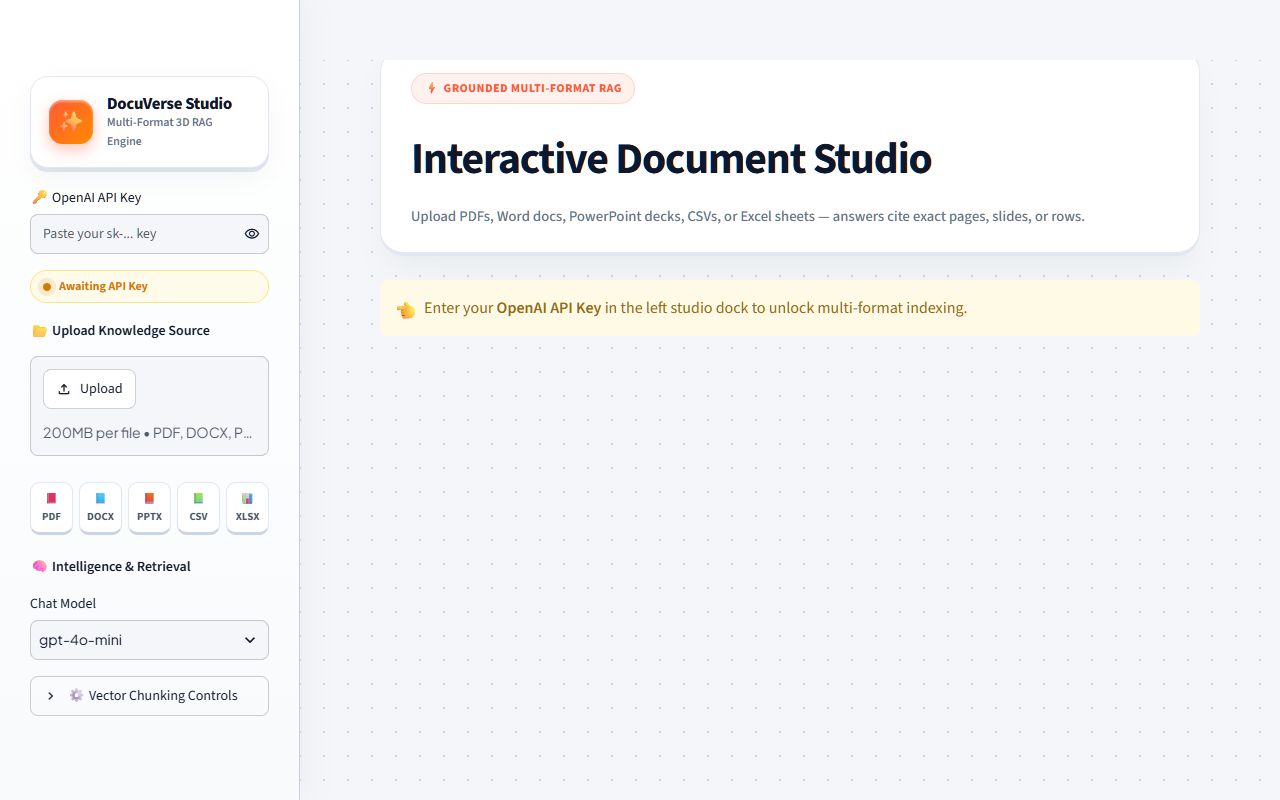 DocuVerse Studio
Multi-Format 3D RAG
Engine
OpenAI API Key
Paste your sk-... key
Awaiting API Key
Upload Knowledge Source
Upload
200MB per file • PDF, DOCX, P...
PDF DOCX PPTX CSV XLSX
Intelligence & Retrieval
Chat Model
gpt-4o-mini
Vector Chunking Controls
GROUNDED MULTI-FORMAT RAG
Interactive Document Studio
Upload PDFs, Word docs, PowerPoint decks, CSVs, or Excel sheets — answers cite exact pages, slides, or rows.
Enter your OpenAI API Key in the left studio dock to unlock multi-format indexing.